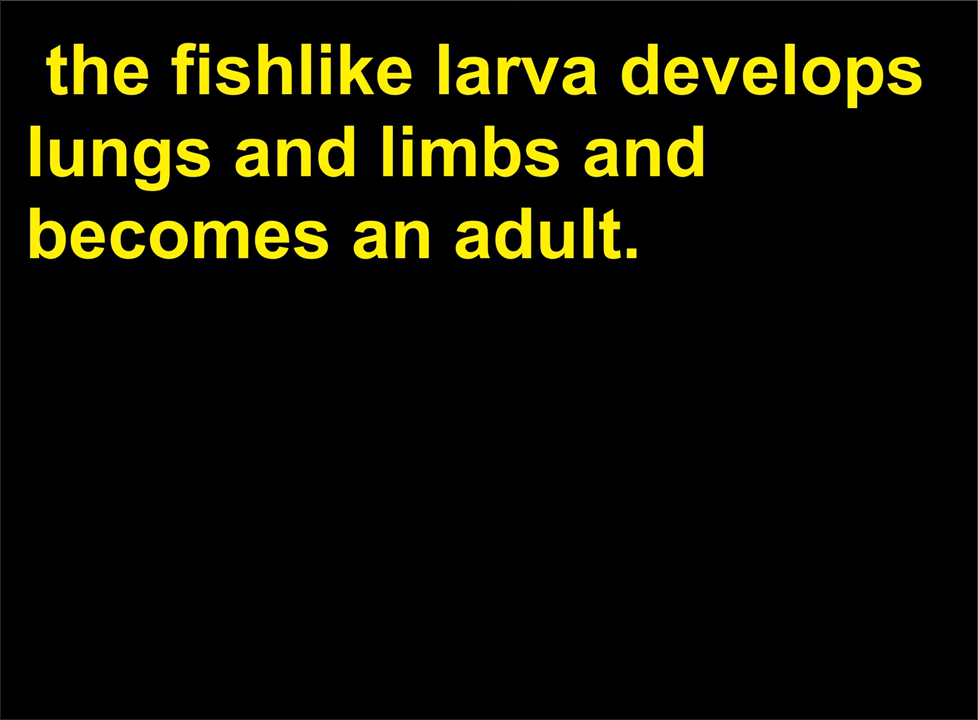 the fishlike larva develops
lungs and limbs and
becomes an adult.